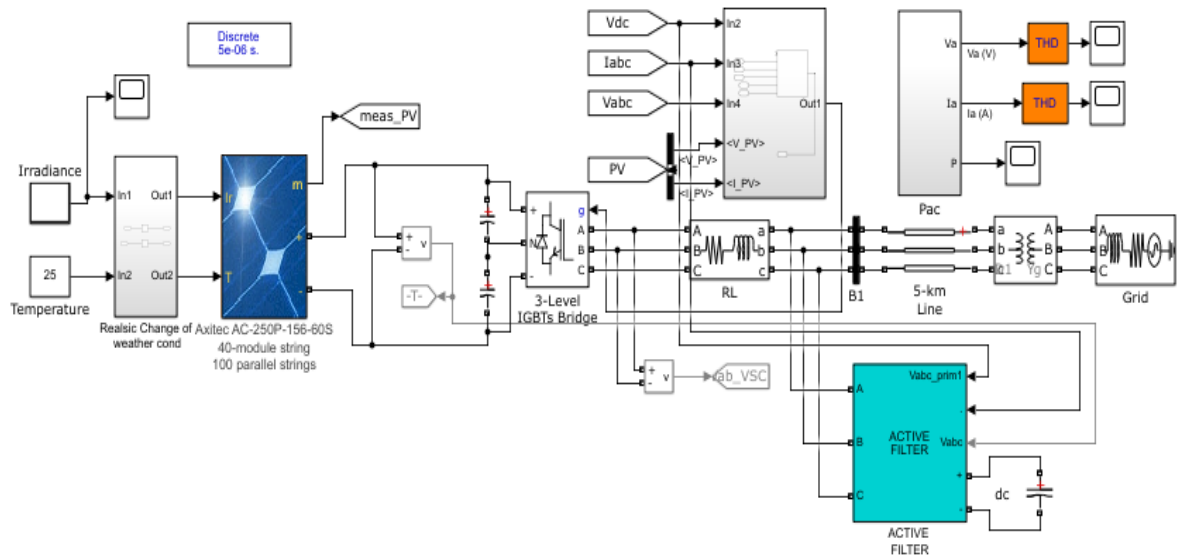 Discrete
5e-06 s.
Vdc
Iabc
Vabc
PV
In2
In3
In4
Out1
<V_PV>
<I_PV>
<V_PV>
<I_PV>
Va
Ia
P
Va (V)
Ia (A)
THD
THD
Pac
meas_PV
Irradiance
25
Temperature
In1
In2
Out1
Out2
Realsic Change of
weather cond
Ir
T
m
+
-
Axitec AC-250P-156-60S
40-module string
100 parallel strings
+
-
v
-T-
+
N
-
g
A
B
C
3-Level
IGBTs Bridge
A
B
C
a
b
c
RL
B1
5-km
Line
a
b
A
B
C
Yg
A
B
C
Grid
+
-
v
ab_VSC
A
B
C
Vabc_prim1
-
Vabc
+
-
ACTIVE
FILTER
dc
ACTIVE
FILTER